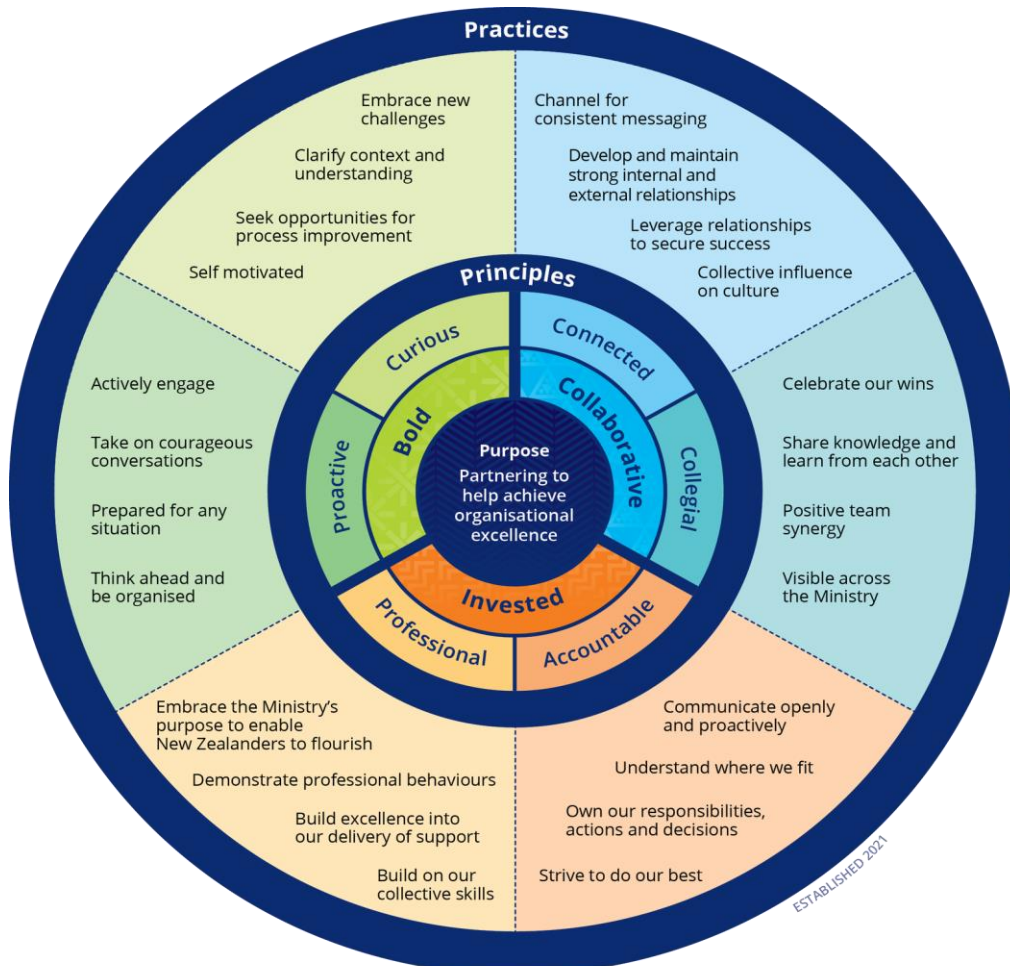 Practices
Embrace new
challenges
Clarify context and
understanding
Seek opportunities for
process improvement
Self motivated
Channel for
consistent messaging
Develop and maintain
strong internal and
external relationships
Leverage relationships
to secure success
Collective influence
on culture
Principles
Curious
Connected
Bold
Collaborative
Proactive
Collegial
Purpose
Partnering to
help achieve
organisational
excellence
Invested
Professional
Accountable
Actively engage
Take on courageous
conversations
Prepared for any
situation
Think ahead and
be organised
Celebrate our wins
Share knowledge and
learn from each other
Positive team
synergy
Visible across
the Ministry
Embrace the Ministry’s
purpose to enable
New Zealanders to flourish
Demonstrate professional behaviours
Build excellence into
our delivery of support
Build on our
collective skills
Communicate openly
and proactively
Understand where we fit
Own our responsibilities,
actions and decisions
Strive to do our best
ESTABLISHED 2021